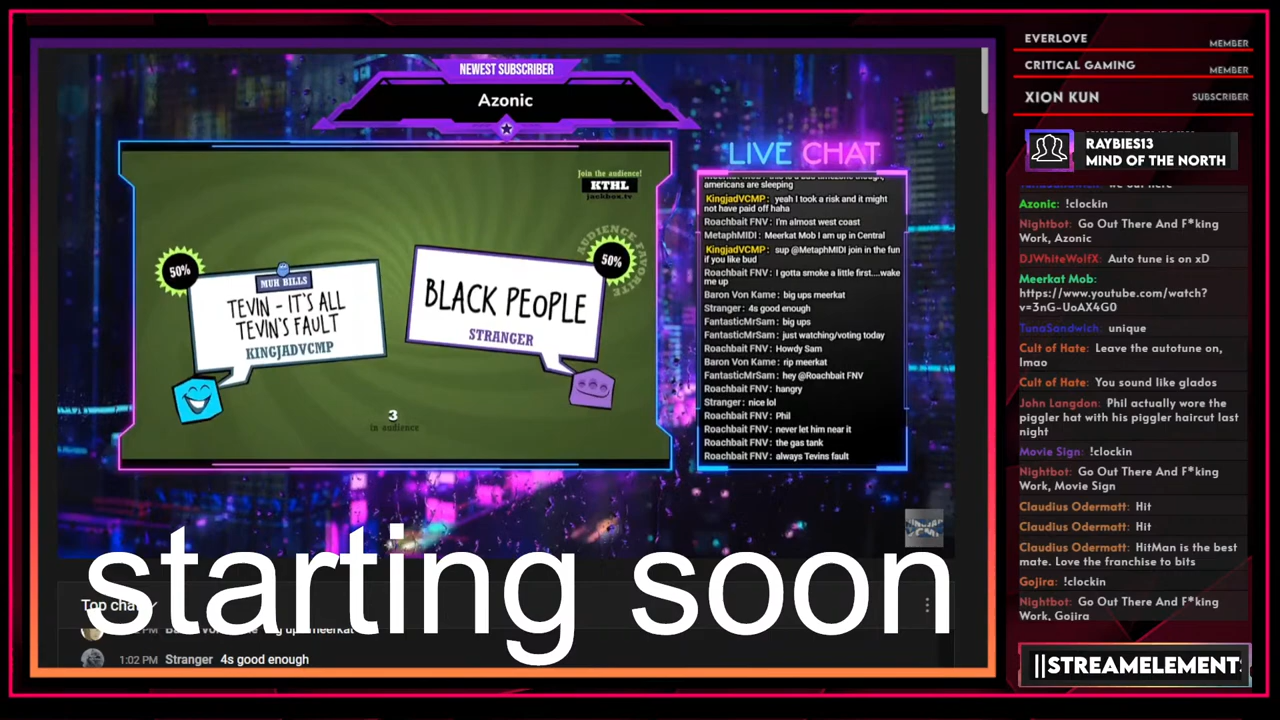 NEWEST SUBSCRIBER
Azonic
Join the audience!
KTHL
jackbox.tv
AUDIENCE FAVORITE
50%
50%
MUH BILLS
TEVIN - IT'S ALL
TEVIN'S FAULT
KINGJADVCMP
BLACK PEOPLE
STRANGER
3
in audience
LIVE CHAT
americans are sleeping
KingjadVCMP: yeah I took a risk and it might
not have paid off haha
Roachbait FNV: I'm almost west coast
MetaphMIDI: Meerkat Mob I am up in Central
KingjadVCMP: sup @MetaphMIDI join in the fun
if you like bud
Roachbait FNV: I gotta smoke a little first....wake
me up
Baron Von Kame: big ups meerkat
Stranger: 4s good enough
FantasticMrSam: big ups
FantasticMrSam: just watching/voting today
Roachbait FNV: Howdy Sam
Baron Von Kame: rip meerkat
FantasticMrSam: hey @Roachbait FNV
Roachbait FNV: hangry
Stranger: nice lol
Roachbait FNV: Phil
Roachbait FNV: never let him near it
Roachbait FNV: the gas tank
Roachbait FNV: always Tevins fault
starting soon
Top chat
1:02 PM Stranger 4s good enough
EVERLOVE MEMBER
CRITICAL GAMING MEMBER
XION KUN SUBSCRIBER
RAYBIES13
MIND OF THE NORTH
Azonic: !clockin
Nightbot: Go Out There And F*king
Work, Azonic
DJWhiteWolfX: Auto tune is on xD
Meerkat Mob:
https://www.youtube.com/watch?
v=3nG-UoAX4G0
TunaSandwich: unique
Cult of Hate: Leave the autotune on,
lmao
Cult of Hate: You sound like glados
John Langdon: Phil actually wore the
piggler hat with his piggler haircut last
night
Movie Sign: !clockin
Nightbot: Go Out There And F*king
Work, Movie Sign
Claudius Odermatt: Hit
Claudius Odermatt: Hit
Claudius Odermatt: HitMan is the best
mate. Love the franchise to bits
Gojira: !clockin
Nightbot: Go Out There And F*king
Work, Gojira
||STREAMELEMENT